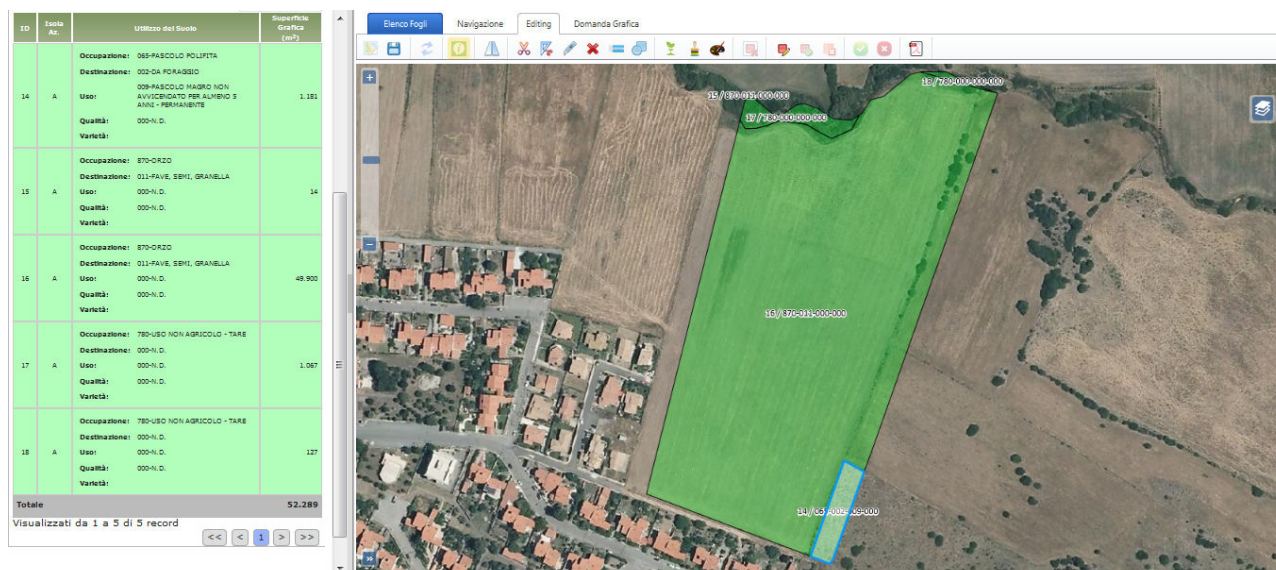 ID Isola Az. Utilizzo del Suolo Superficie Grafica (m²)
14 A
Occupazione: 065-PASCOLO POLIFITA
Destinazione: 002-DA FORAGGIO
Uso: 009-PASCOLO MAGRO NON AVVICENDATO PER ALMENO 5 ANNI - PERMANENTE
1.181
Qualità: 000-N.D.
Varietà:
15 A
Occupazione: 870-ORZO
Destinazione: 011-FAVE, SEMI, GRANELLA
Uso: 000-N.D.
14
Qualità: 000-N.D.
Varietà:
16 A
Occupazione: 870-ORZO
Destinazione: 011-FAVE, SEMI, GRANELLA
Uso: 000-N.D.
49.900
Qualità: 000-N.D.
Varietà:
17 A
Occupazione: 780-USO NON AGRICOLO - TARE
Destinazione: 000-N.D.
Uso: 000-N.D.
1.067
Qualità: 000-N.D.
Varietà:
18 A
Occupazione: 780-USO NON AGRICOLO - TARE
Destinazione: 000-N.D.
Uso: 000-N.D.
127
Qualità: 000-N.D.
Varietà:
Totale 52.289
Visualizzati da 1 a 5 di 5 record
<< < 1 > >>
Elenco Fogli Navigazione Editing Domanda Grafica
18 / 780-000-000-000
15 / 870-011-000-000
17 / 780-000-000-000
16 / 870-011-000-000
14 / 065-002-009-000